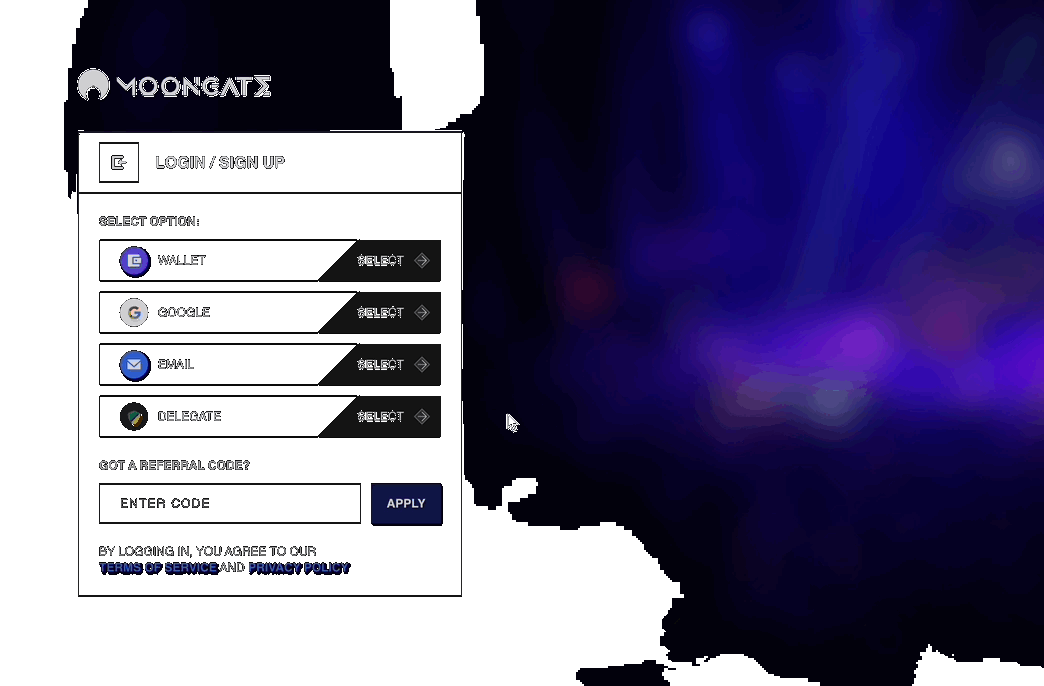 MOONGATE
LOGIN / SIGN UP
SELECT OPTION:
WALLET SELECT
GOOGLE SELECT
EMAIL SELECT
DELEGATE SELECT
GOT A REFERRAL CODE?
ENTER CODE APPLY
BY LOGGING IN, YOU AGREE TO OUR
TERMS OF SERVICE AND PRIVACY POLICY